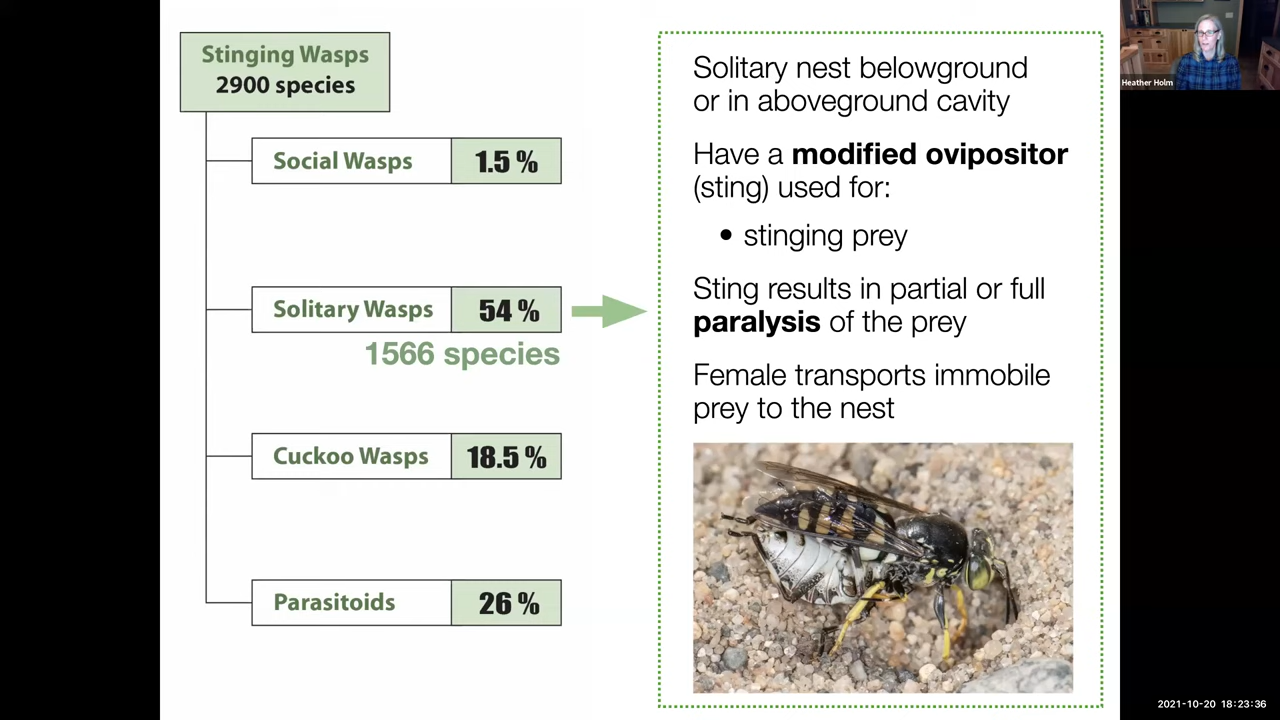 Stinging Wasps
2900 species
Social Wasps 1.5 %
Solitary Wasps 54 %
1566 species
Cuckoo Wasps 18.5 %
Parasitoids 26 %
Solitary nest belowground
or in aboveground cavity
Have a modified ovipositor
(sting) used for:
• stinging prey
Sting results in partial or full
paralysis of the prey
Female transports immobile
prey to the nest
Heather Holm
2021-10-20 18:23:36